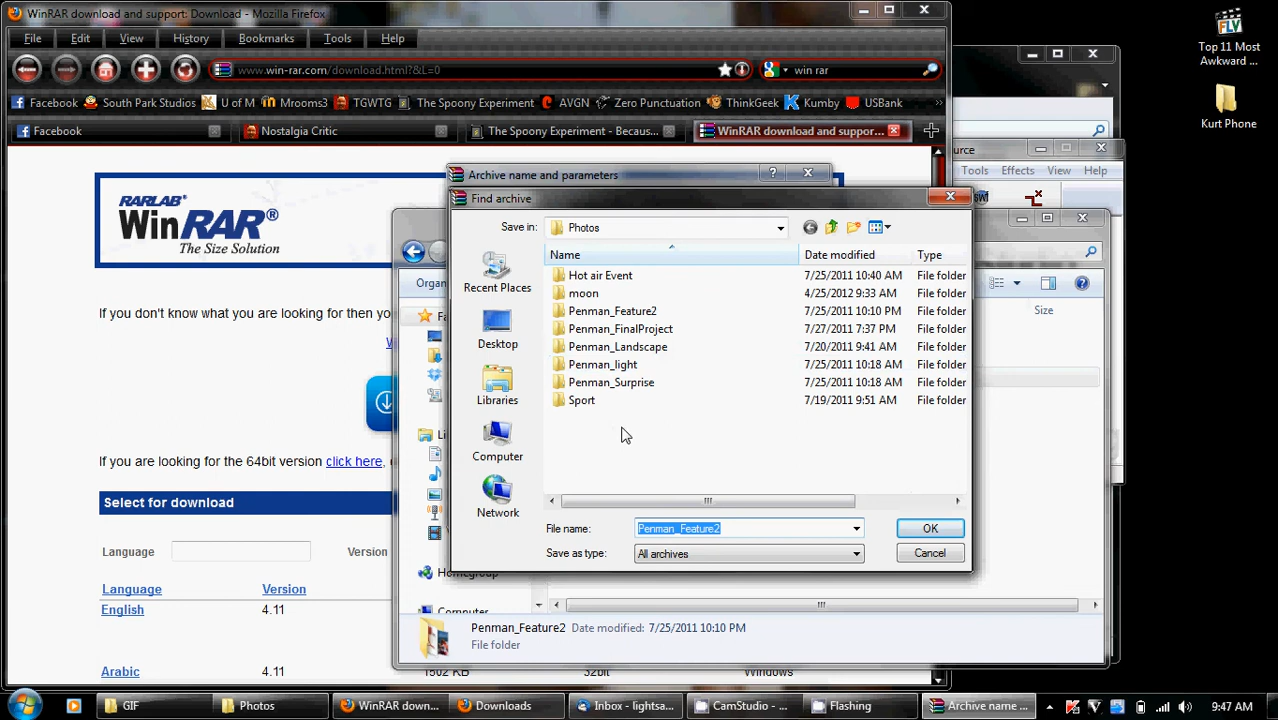 WinRAR download and support: Download - Mozilla Firefox
File Edit View History Bookmarks Tools Help
www.win-rar.com/download.html?&L=0
win rar
Facebook South Park Studios U of M Mrooms3 TGWTG The Spoony Experiment AVGN Zero Punctuation ThinkGeek Kumby USBank »
Facebook
Nostalgia Critic
The Spoony Experiment - Becaus...
WinRAR download and suppor...
Top 11 Most
Awkward ...
Kurt Phone
ource
Tools Effects View Help
RARLAB®
WinRAR®
The Size Solution
If you don't know what you are looking for then yo
If you are looking for the 64bit version click here,
Select for download
Language
Version
Language Version
English 4.11
Arabic 4.11 1502 KB 32bit Windows
Archive name and parameters
Find archive
Save in: Photos
Name Date modified Type
Hot air Event 7/25/2011 10:40 AM File folder
moon 4/25/2012 9:33 AM File folder
Penman_Feature2 7/25/2011 10:10 PM File folder
Penman_FinalProject 7/27/2011 7:37 PM File folder
Penman_Landscape 7/20/2011 9:41 AM File folder
Penman_light 7/25/2011 10:18 AM File folder
Penman_Surprise 7/25/2011 10:18 AM File folder
Sport 7/19/2011 9:51 AM File folder
Recent Places
Desktop
Libraries
Computer
Network
File name: Penman_Feature2 OK
Save as type: All archives Cancel
Organ
Fa
Li
Size
Homegroup
Computer
Penman_Feature2 Date modified: 7/25/2011 10:10 PM
File folder
GIF
Photos
WinRAR down...
Downloads
Inbox - lightsa...
CamStudio - ...
Flashing
Archive name ...
9:47 AM